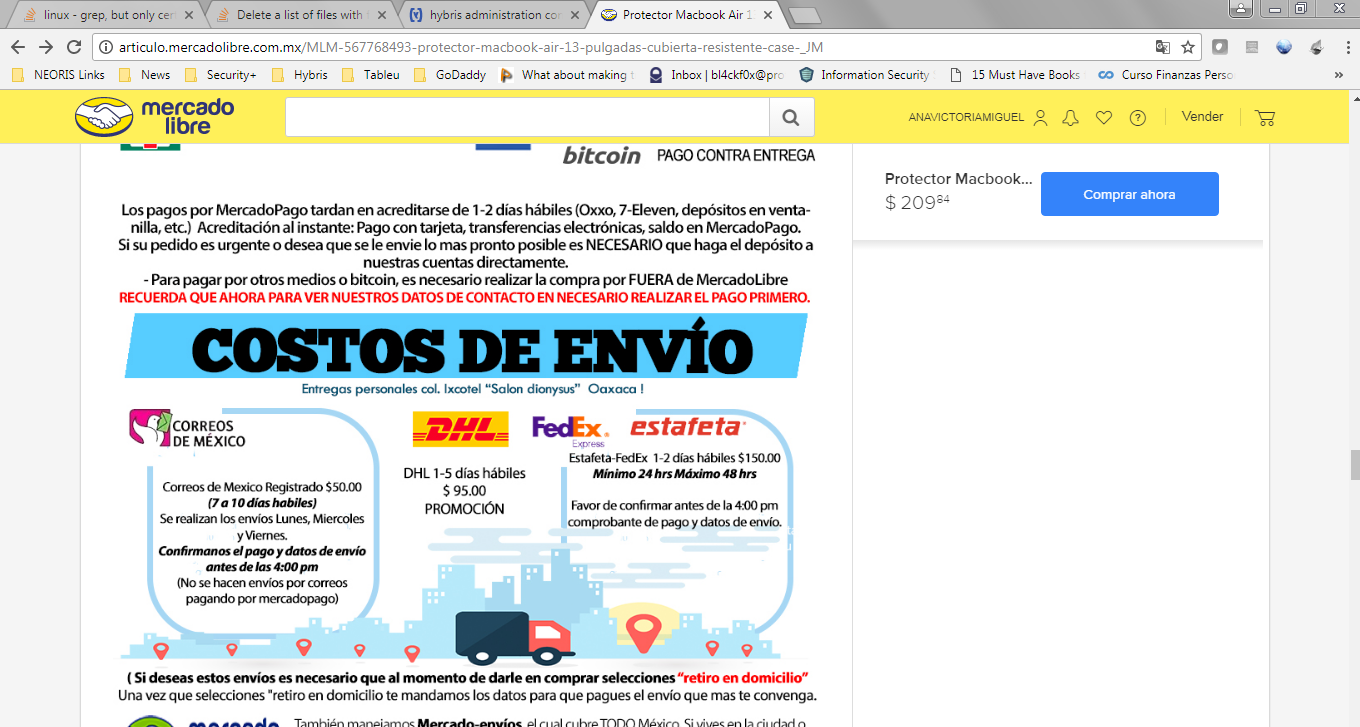 linux - grep, but only cer
Delete a list of files with
hybris administration co
Protector Macbook Air 1
articulo.mercadolibre.com.mx/MLM-567768493-protector-macbook-air-13-pulgadas-cubierta-resistente-case-_JM
NEORIS Links
News
Security+
Hybris
Tableu
GoDaddy
What about making
Inbox | bl4ckf0x@pro
Information Security
15 Must Have Books
Curso Finanzas Perso
»
mercado
libre
ANAVICTORIAMIGUEL
Vender
bitcoin
PAGO CONTRA ENTREGA
Protector Macbook...
$ 209⁸⁴
Comprar ahora
Los pagos por MercadoPago tardan en acreditarse de 1-2 días hábiles (Oxxo, 7-Eleven, depósitos en venta-
nilla, etc.) Acreditación al instante: Pago con tarjeta, transferencias electrónicas, saldo en MercadoPago.
Si su pedido es urgente o desea que se le envie lo mas pronto posible es NECESARIO que haga el depósito a
nuestras cuentas directamente.
- Para pagar por otros medios o bitcoin, es necesario realizar la compra por FUERA de MercadoLibre
RECUERDA QUE AHORA PARA VER NUESTROS DATOS DE CONTACTO EN NECESARIO REALIZAR EL PAGO PRIMERO.
COSTOS DE ENVÍO
Entregas personales col. Ixcotel "Salon dionysus" Oaxaca !
CORREOS
DE MÉXICO
Correos de Mexico Registrado $50.00
(7 a 10 días habiles)
Se realizan los envíos Lunes, Miercoles
y Viernes.
Confirmanos el pago y datos de envío
antes de las 4:00 pm
(No se hacen envíos por correos
pagando por mercadopago)
DHL
DHL 1-5 días hábiles
$ 95.00
PROMOCIÓN
FedEx
Express
estafeta
Estafeta-FedEx 1-2 días hábiles $150.00
Mínimo 24 hrs Máximo 48 hrs
Favor de confirmar antes de la 4:00 pm
comprobante de pago y datos de envío.
( Si deseas estos envíos es necesario que al momento de darle en comprar selecciones "retiro en domicilio"
Una vez que selecciones "retiro en domicilio te mandamos los datos para que pagues el envío que mas te convenga.
mercado
También manejamos Mercado-envíos, el cual cubre TODO México. Si vives en la ciudad o